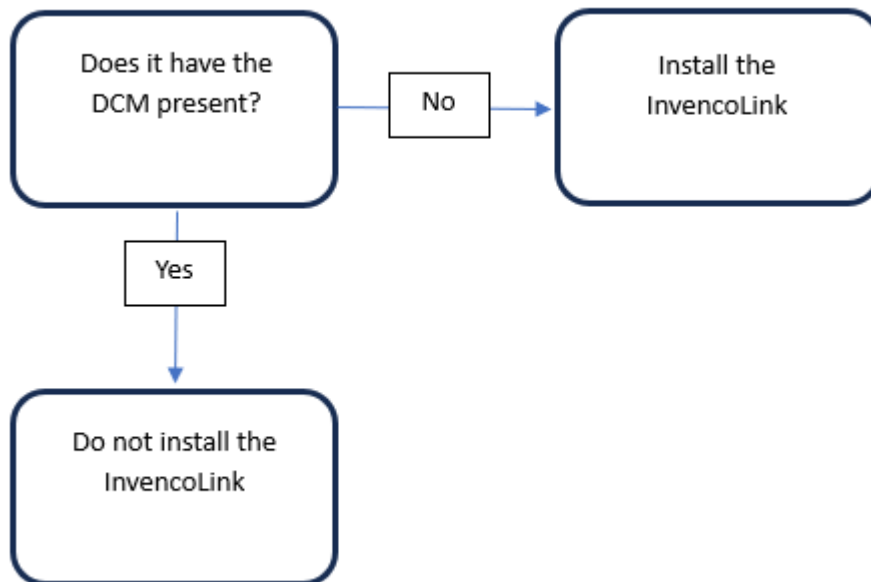 Does it have the
DCM present?
No
Install the
InvencoLink
Yes
Do not install the
InvencoLink